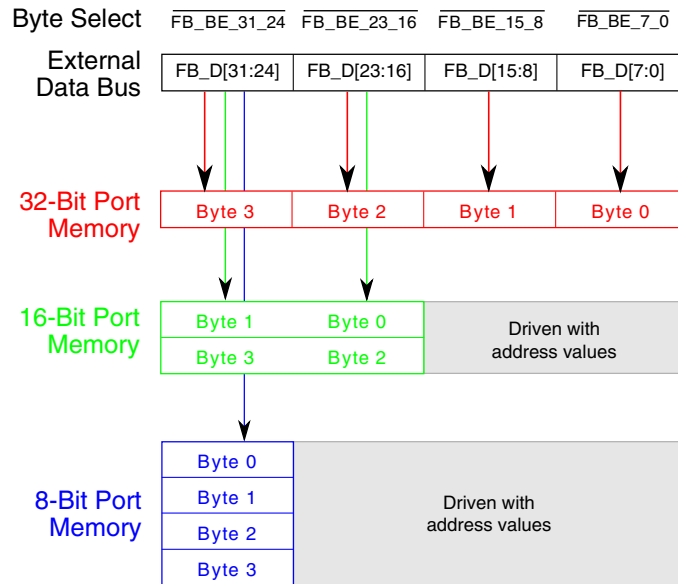 Byte Select FB_BE_31_24 FB_BE_23_16 FB_BE_15_8 FB_BE_7_0
External
Data Bus
FB_D[31:24] FB_D[23:16] FB_D[15:8] FB_D[7:0]
32-Bit Port
Memory
Byte 3 Byte 2 Byte 1 Byte 0
16-Bit Port
Memory
Byte 1 Byte 0
Byte 3 Byte 2
Driven with
address values
8-Bit Port
Memory
Byte 0
Byte 1
Byte 2
Byte 3
Driven with
address values